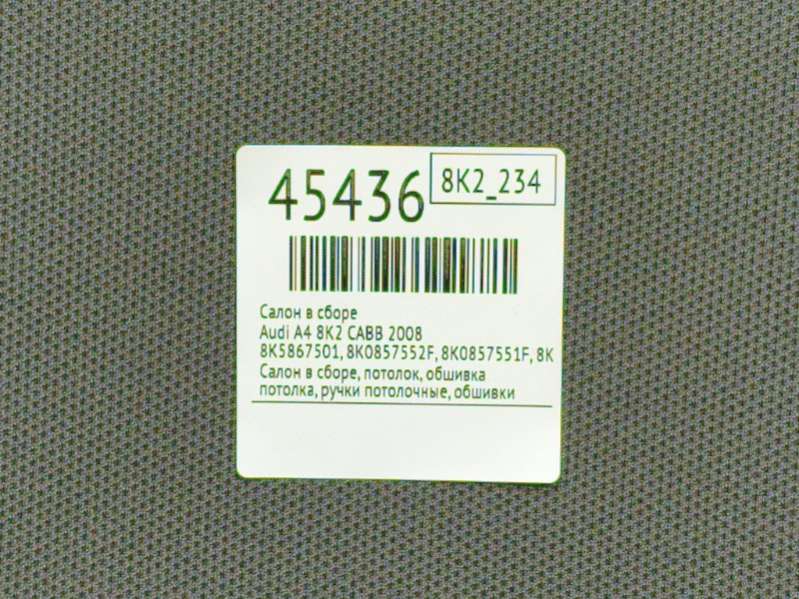 45436
8K2_234
Салон в сборе
Audi A4 8K2 CABB 2008
8K5867501, 8K0857552F, 8K0857551F, 8K
Салон в сборе, потолок, обшивка
потолка, ручки потолочные, обшивки